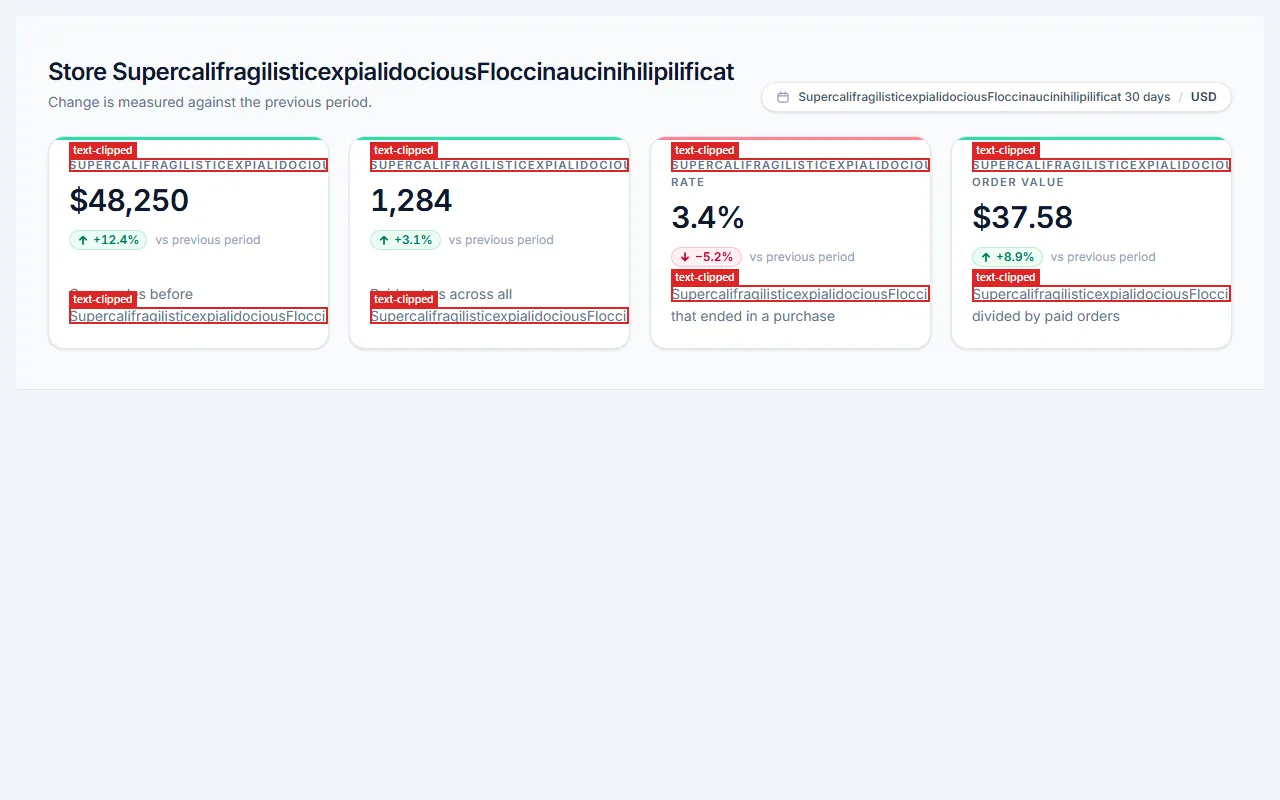 Store SupercalifragilisticexpialidociousFloccinaucinihilipilificat
Change is measured against the previous period.
SupercalifragilisticexpialidociousFloccinaucinihilipilificat 30 days / USD
text-clipped
SUPERCALIFRAGILISTICEXPIALIDOCIOU
$48,250
+12.4% vs previous period
before
text-clipped
SupercalifragilisticexpialidociousFlocci
text-clipped
SUPERCALIFRAGILISTICEXPIALIDOCIOU
1,284
+3.1% vs previous period
across all
text-clipped
SupercalifragilisticexpialidociousFlocci
text-clipped
SUPERCALIFRAGILISTICEXPIALIDOCIOU
RATE
3.4%
−5.2% vs previous period
text-clipped
SupercalifragilisticexpialidociousFlocci
that ended in a purchase
text-clipped
SUPERCALIFRAGILISTICEXPIALIDOCIOU
ORDER VALUE
$37.58
+8.9% vs previous period
text-clipped
SupercalifragilisticexpialidociousFlocci
divided by paid orders